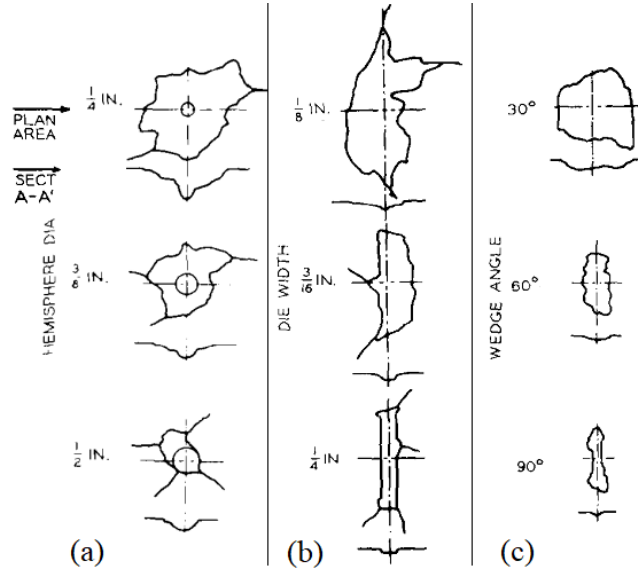 1/4 IN.
PLAN
AREA
SECT
A-A'
HEMISPHERE DIA
3/8 IN.
1/2 IN.
(a)
1/8 IN.
DIE WIDTH
3/16 IN.
1/4 IN
(b)
30°
WEDGE ANGLE
60°
90°
(c)